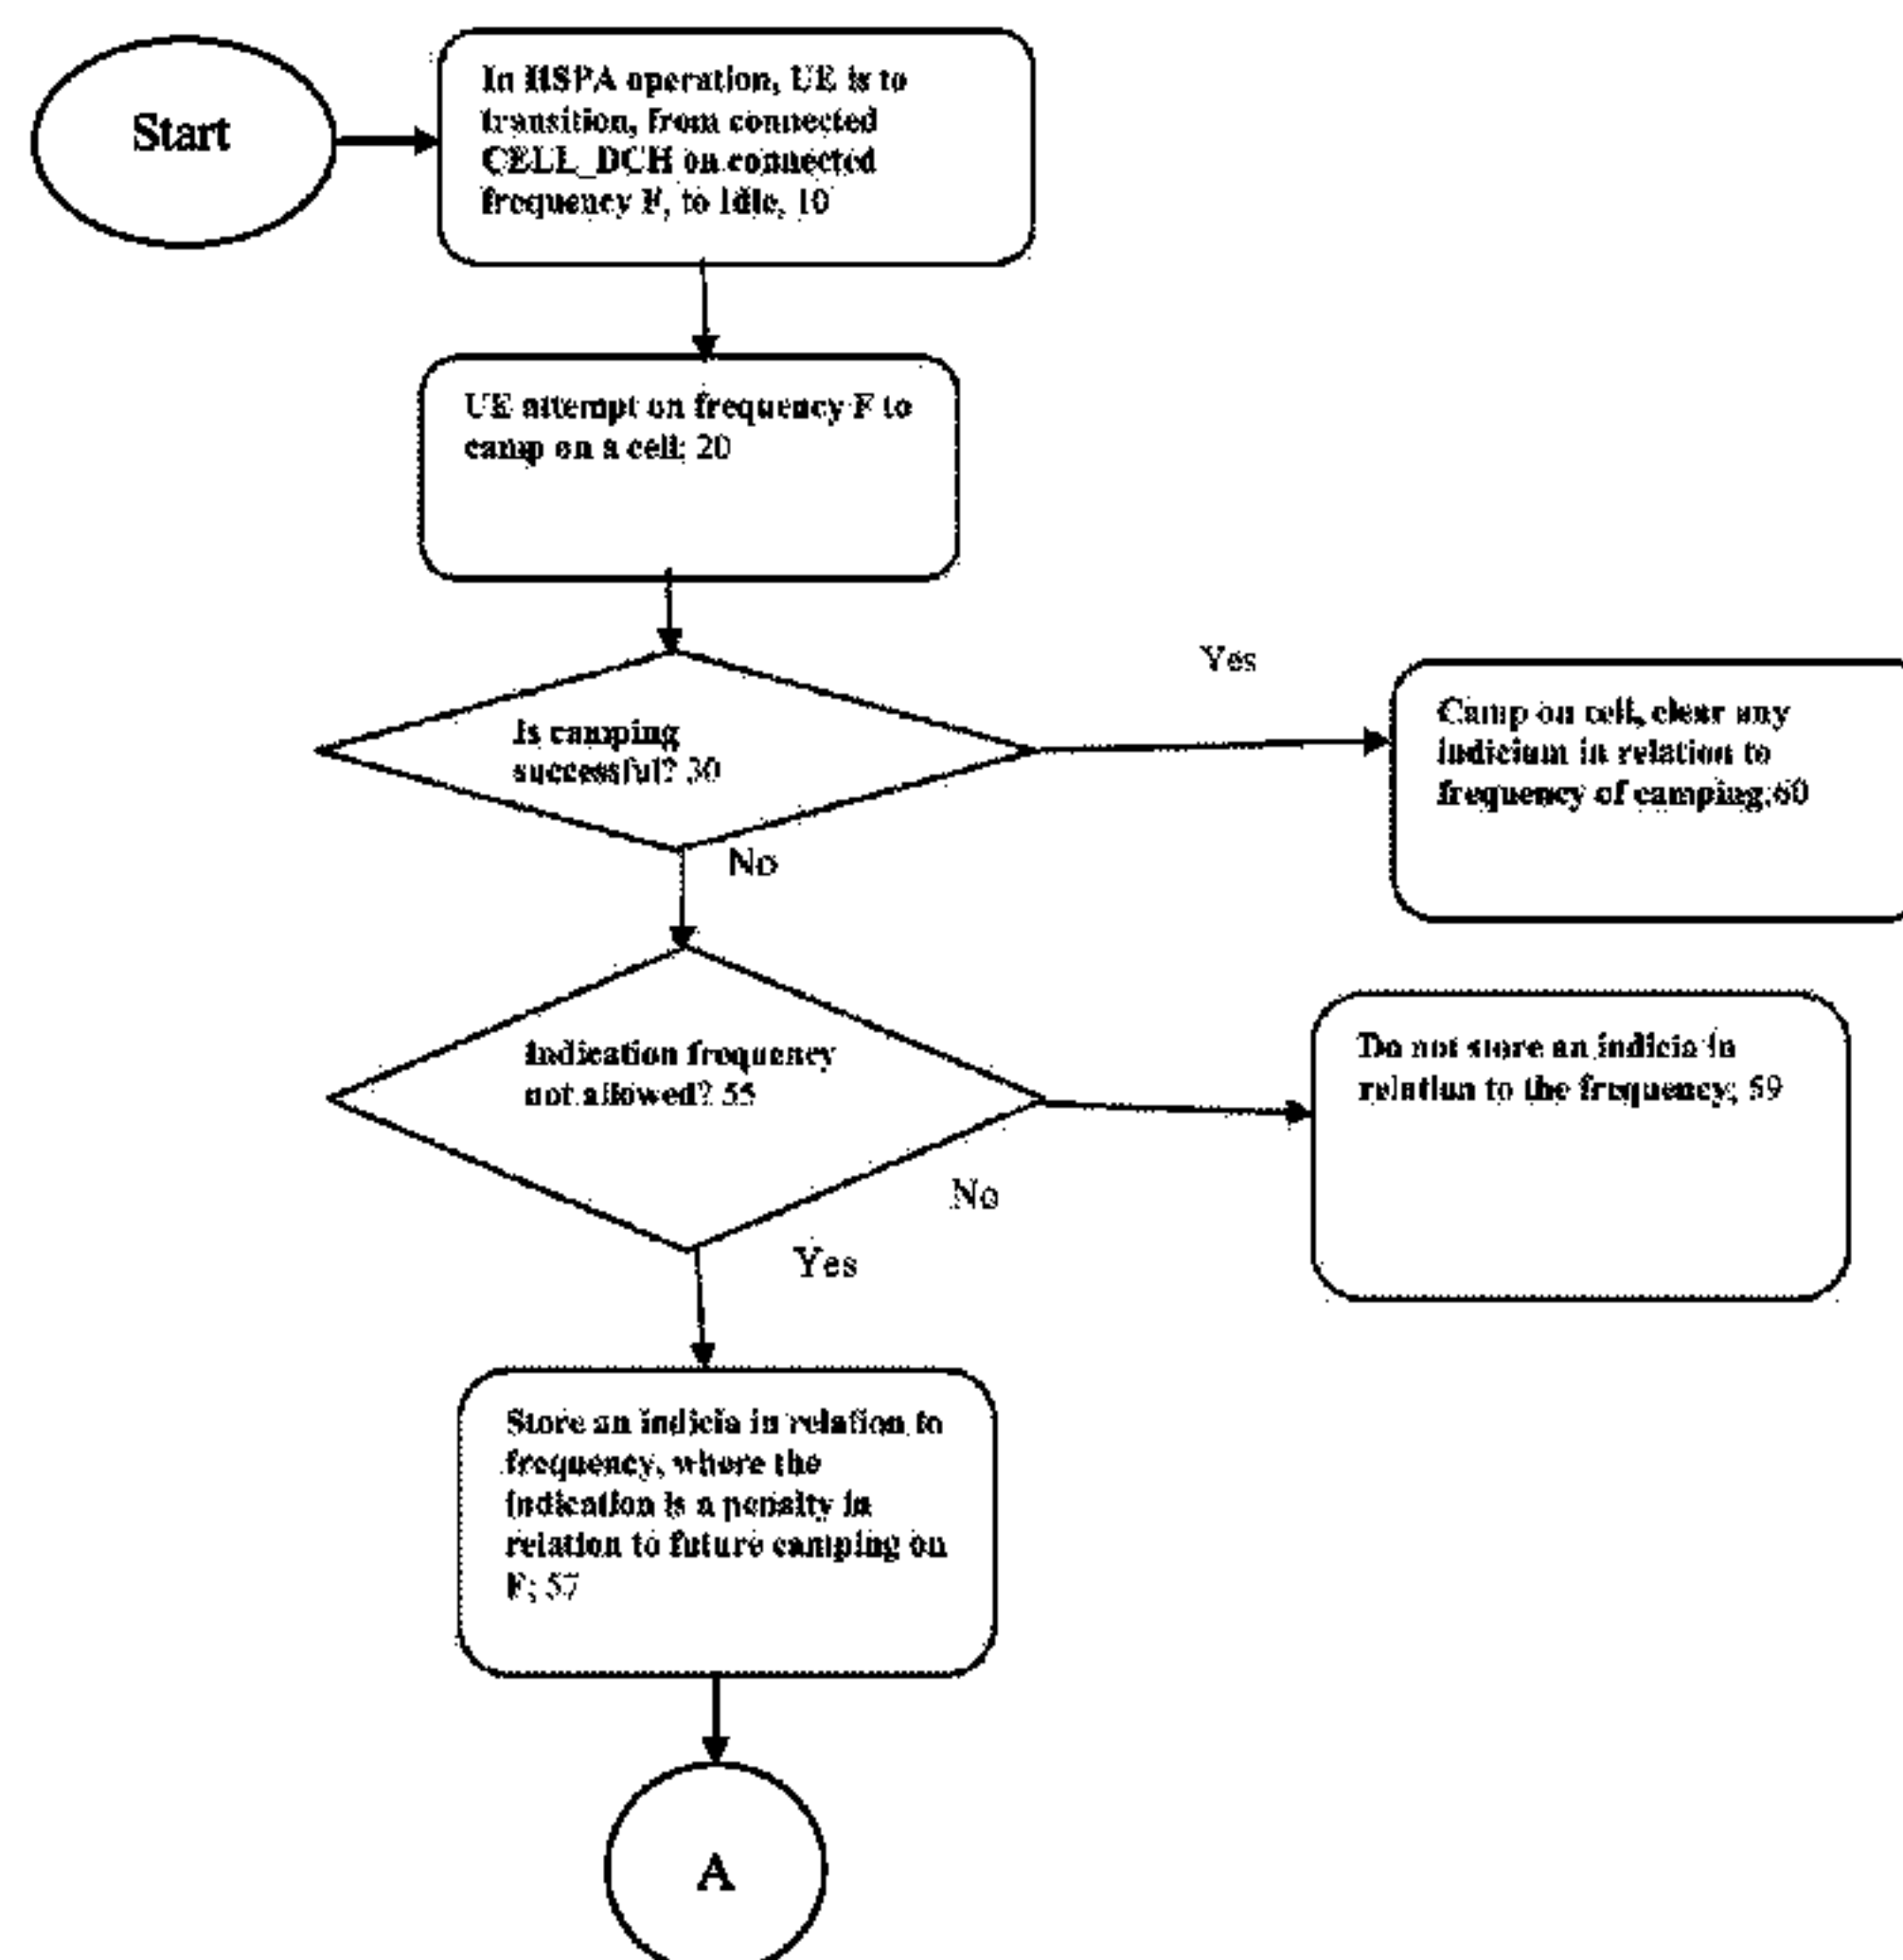 Start
In HSPA operation, UE is to
transition, from connected
CELL_DCH on connected
frequency F, to Idle, 10
UE attempt on frequency F to
camp on a cell; 20
Is camping
successful? 30
Yes
Camp on cell, clear any
indicium in relation to
frequency of camping;60
No
Indication frequency
not allowed? 55
Do not store an indicia in
relation to the frequency; 59
No
Yes
Store an indicia in relation to
frequency, where the
indication is a penalty in
relation to future camping on
F; 57
A